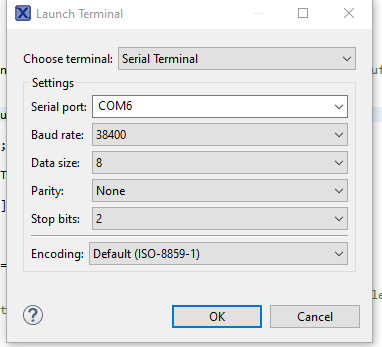 Launch Terminal
Choose terminal: Serial Terminal
Settings
Serial port: COM6
Baud rate: 38400
Data size: 8
Parity: None
Stop bits: 2
Encoding: Default (ISO-8859-1)
? OK Cancel